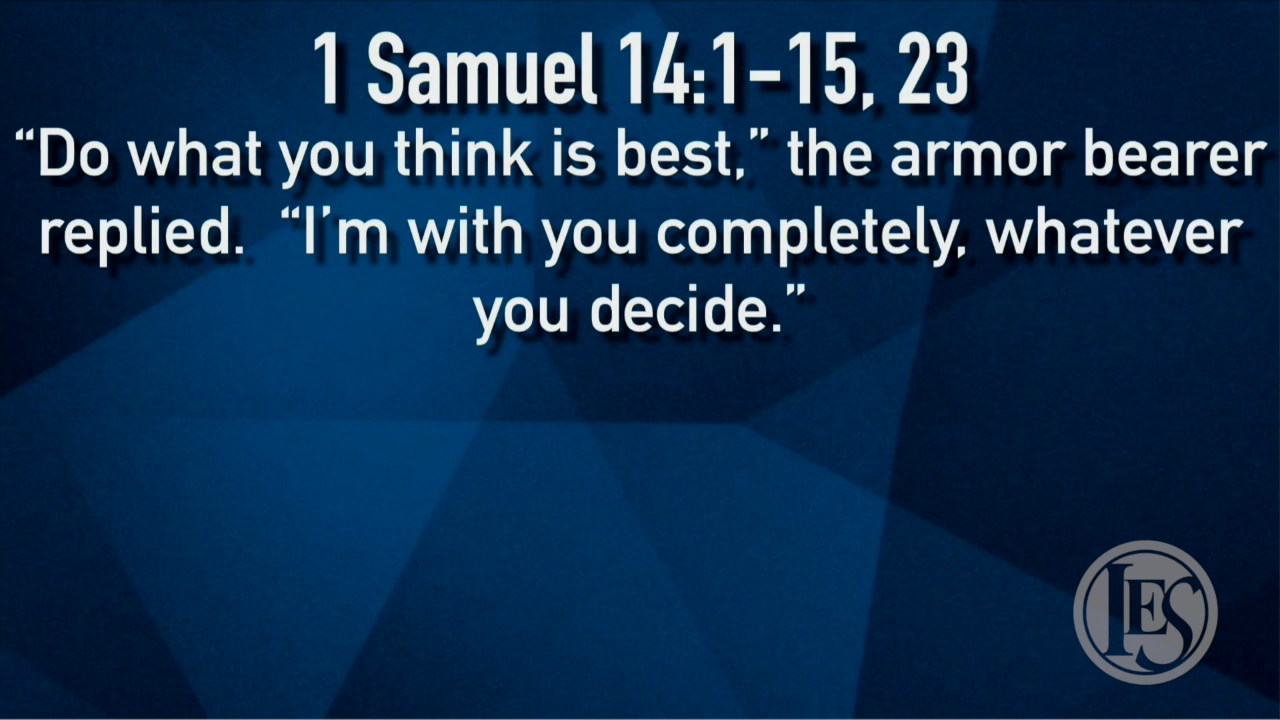 1 Samuel 14:1–15, 23
“Do what you think is best,” the armor bearer
replied.  “I’m with you completely, whatever
you decide.”
IES